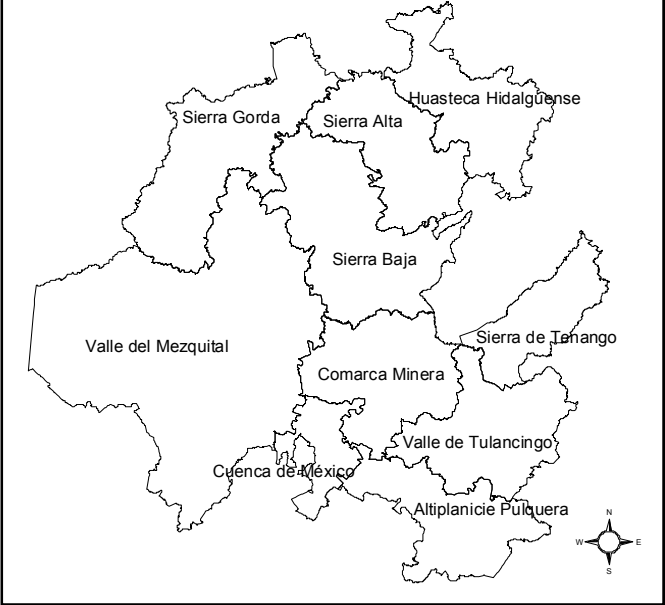 Huasteca Hidalguense
Sierra Gorda
Sierra Alta
Sierra Baja
Sierra de Tenango
Valle del Mezquital
Comarca Minera
Valle de Tulancingo
Cuenca de México
Altiplanicie Pulquera
N
W E
S